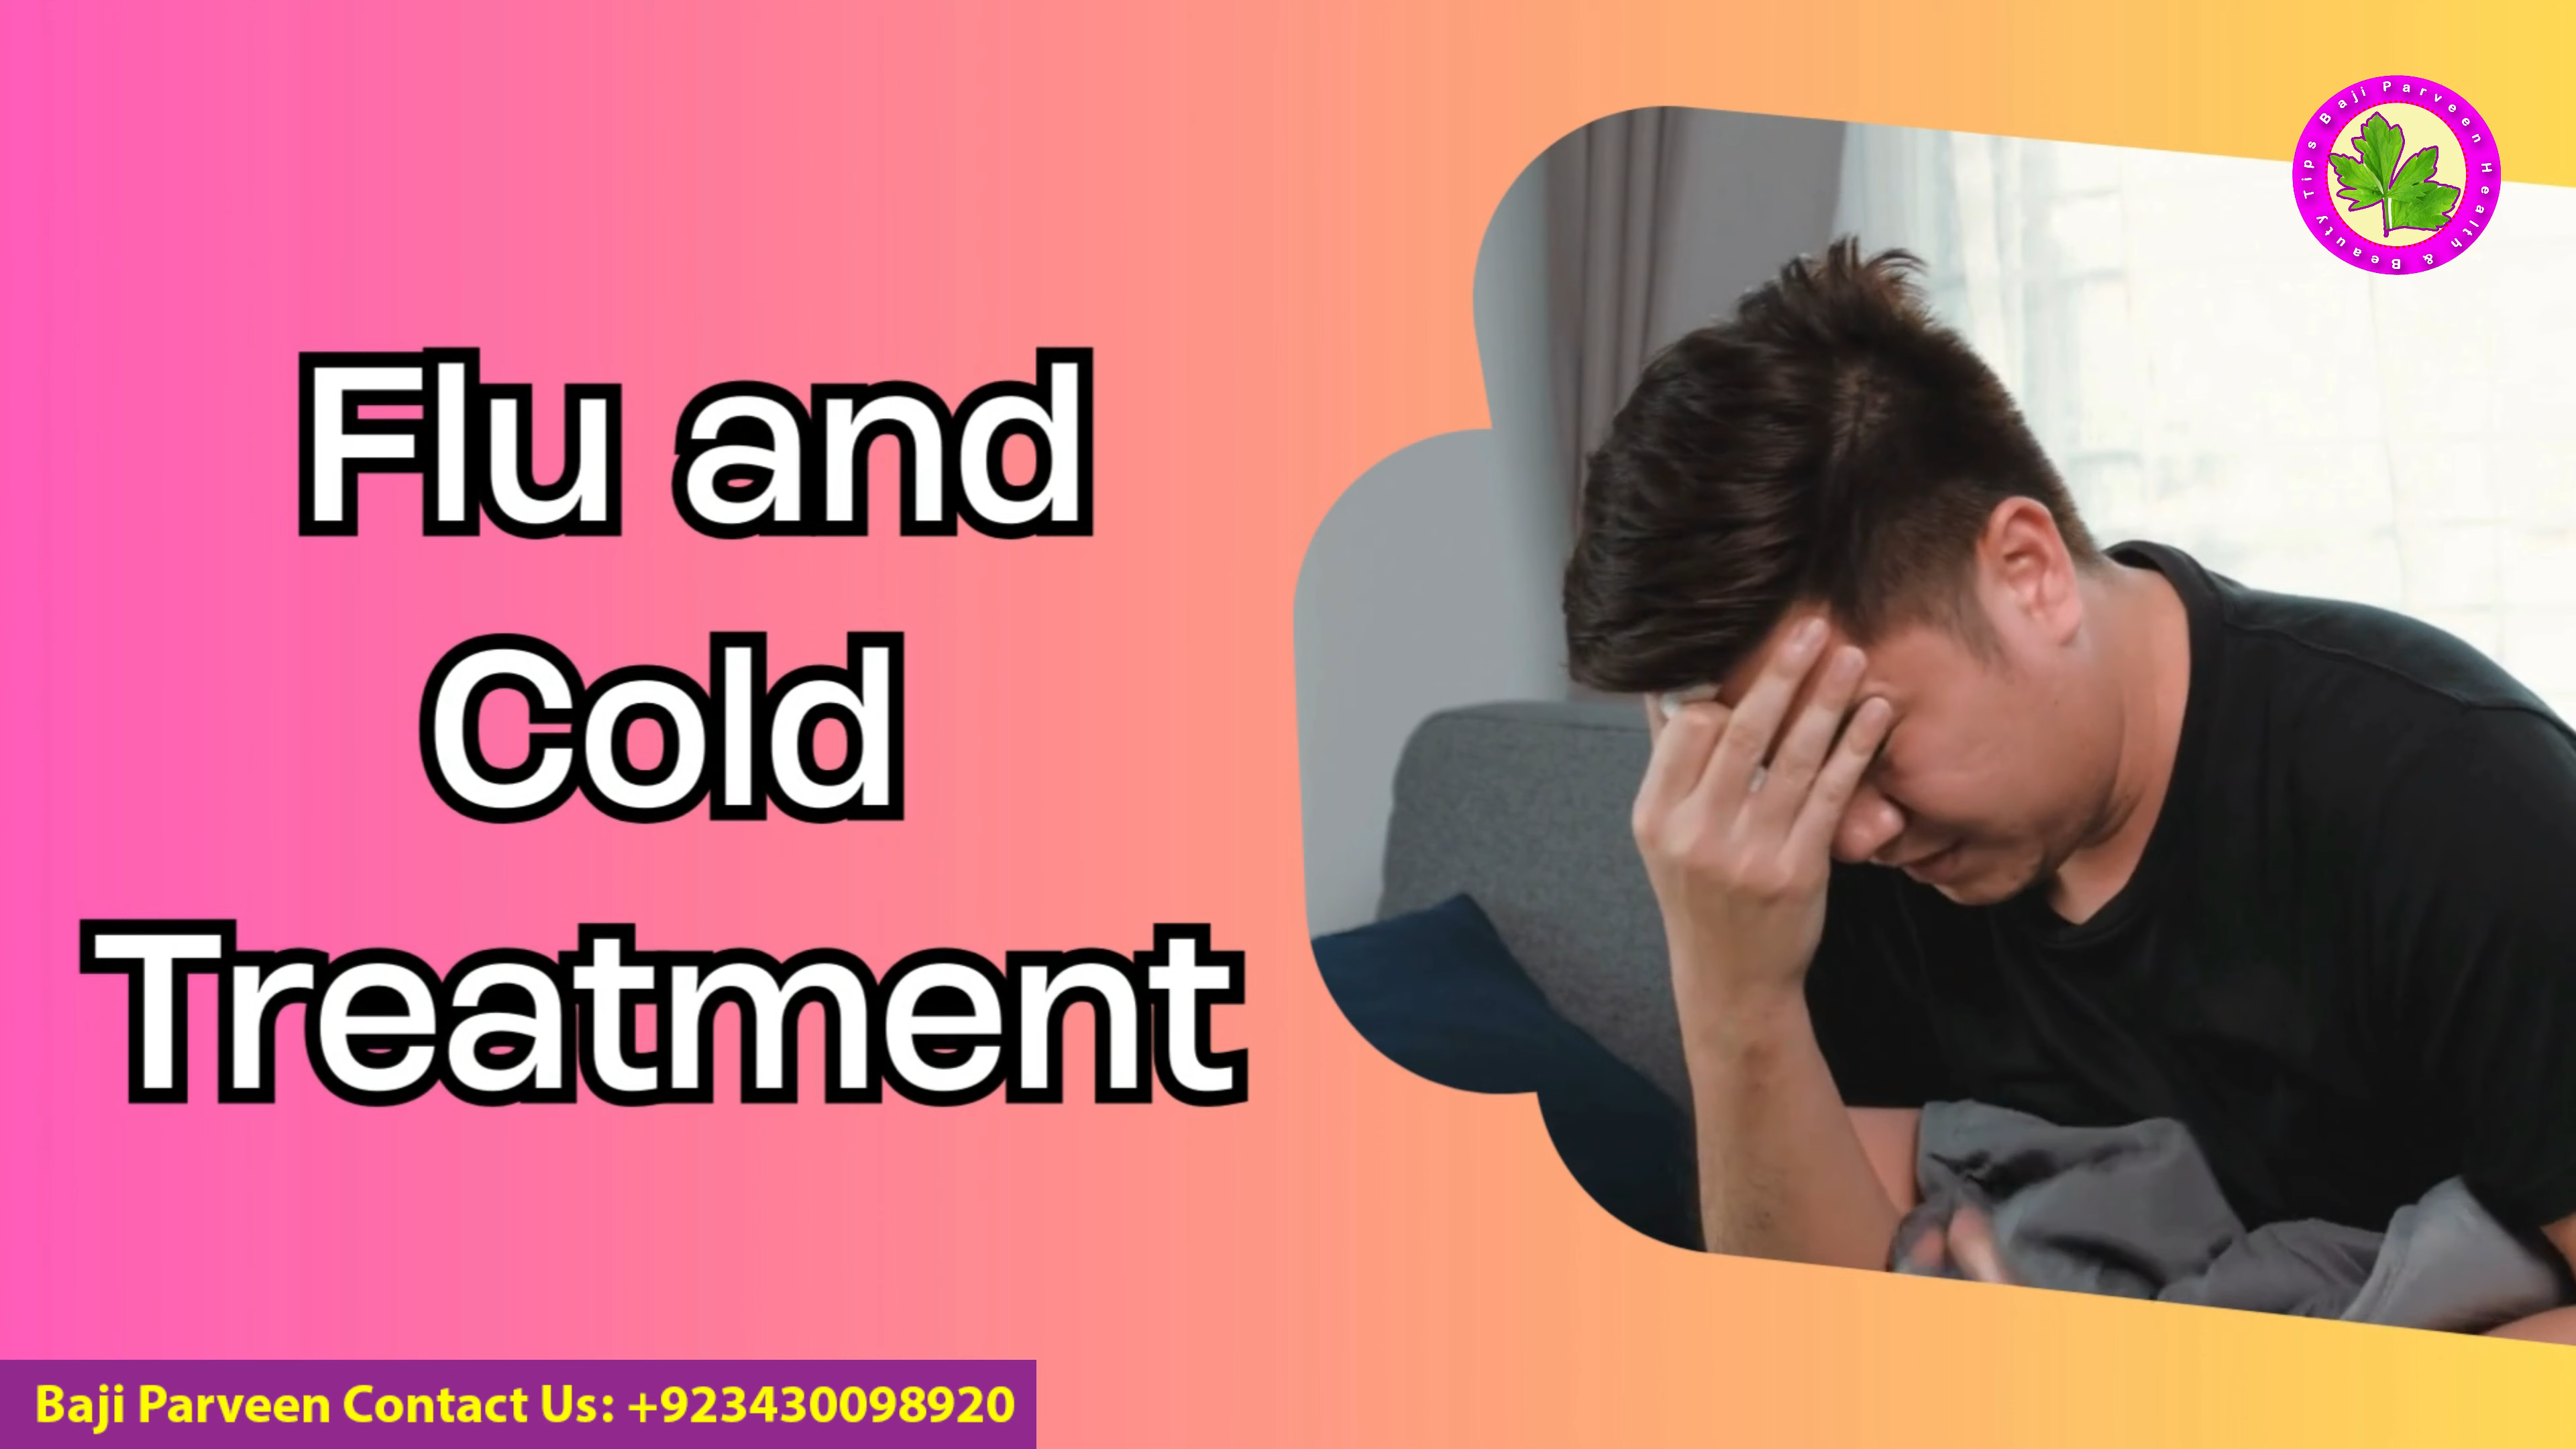 Baji Parveen Health & Beauty Tips
Flu and
Cold
Treatment
Baji Parveen Contact Us: +923430098920